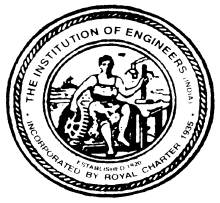 THE INSTITUTION OF ENGINEERS (INDIA)
INCORPORATED BY ROYAL CHARTER 1935
ESTABLISHED 1920